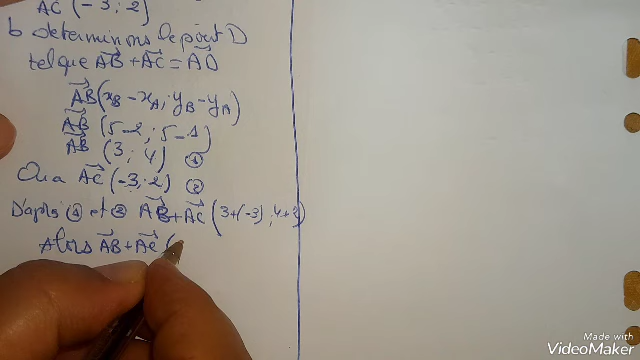 AC (-3; 2)
b determinons le point D
tel que AB + AC = AD
AB (xB - xA; yB - yA)
AB (5-2; 5-1)
AB (3; 4) ①
On a AC (-3; 2) ②
D'après ① et ② AB + AC (3+(-3); 4+2)
Alors AB + AC (
Made with
VideoMaker